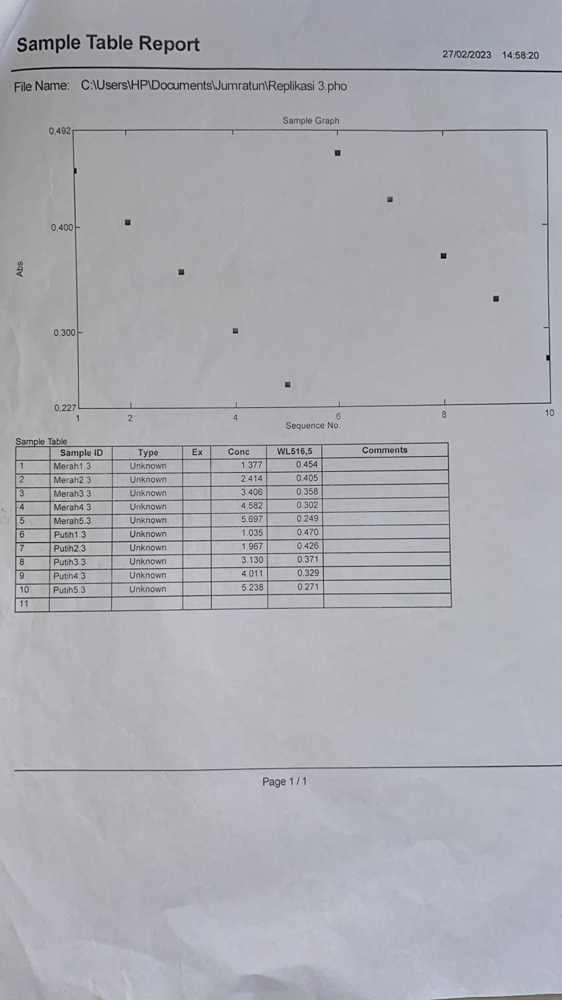 Sample Table Report
27/02/2023 14:58:20
File Name: C:\Users\HP\Documents\Jumratun\Replikasi 3.pho
Sample Graph
0,492
0,400
Abs.
0,300
0,227
1 2 4 6 8 10
Sequence No.
Sample Table
Sample ID Type Ex Conc WL516,5 Comments
1 Merah1.3 Unknown 1.377 0.454
2 Merah2.3 Unknown 2.414 0.405
3 Merah3.3 Unknown 3.406 0.358
4 Merah4.3 Unknown 4.582 0.302
5 Merah5.3 Unknown 5.697 0.249
6 Putih1.3 Unknown 1.035 0.470
7 Putih2.3 Unknown 1.967 0.426
8 Putih3.3 Unknown 3.130 0.371
9 Putih4.3 Unknown 4.011 0.329
10 Putih5.3 Unknown 5.238 0.271
11
Page 1 / 1